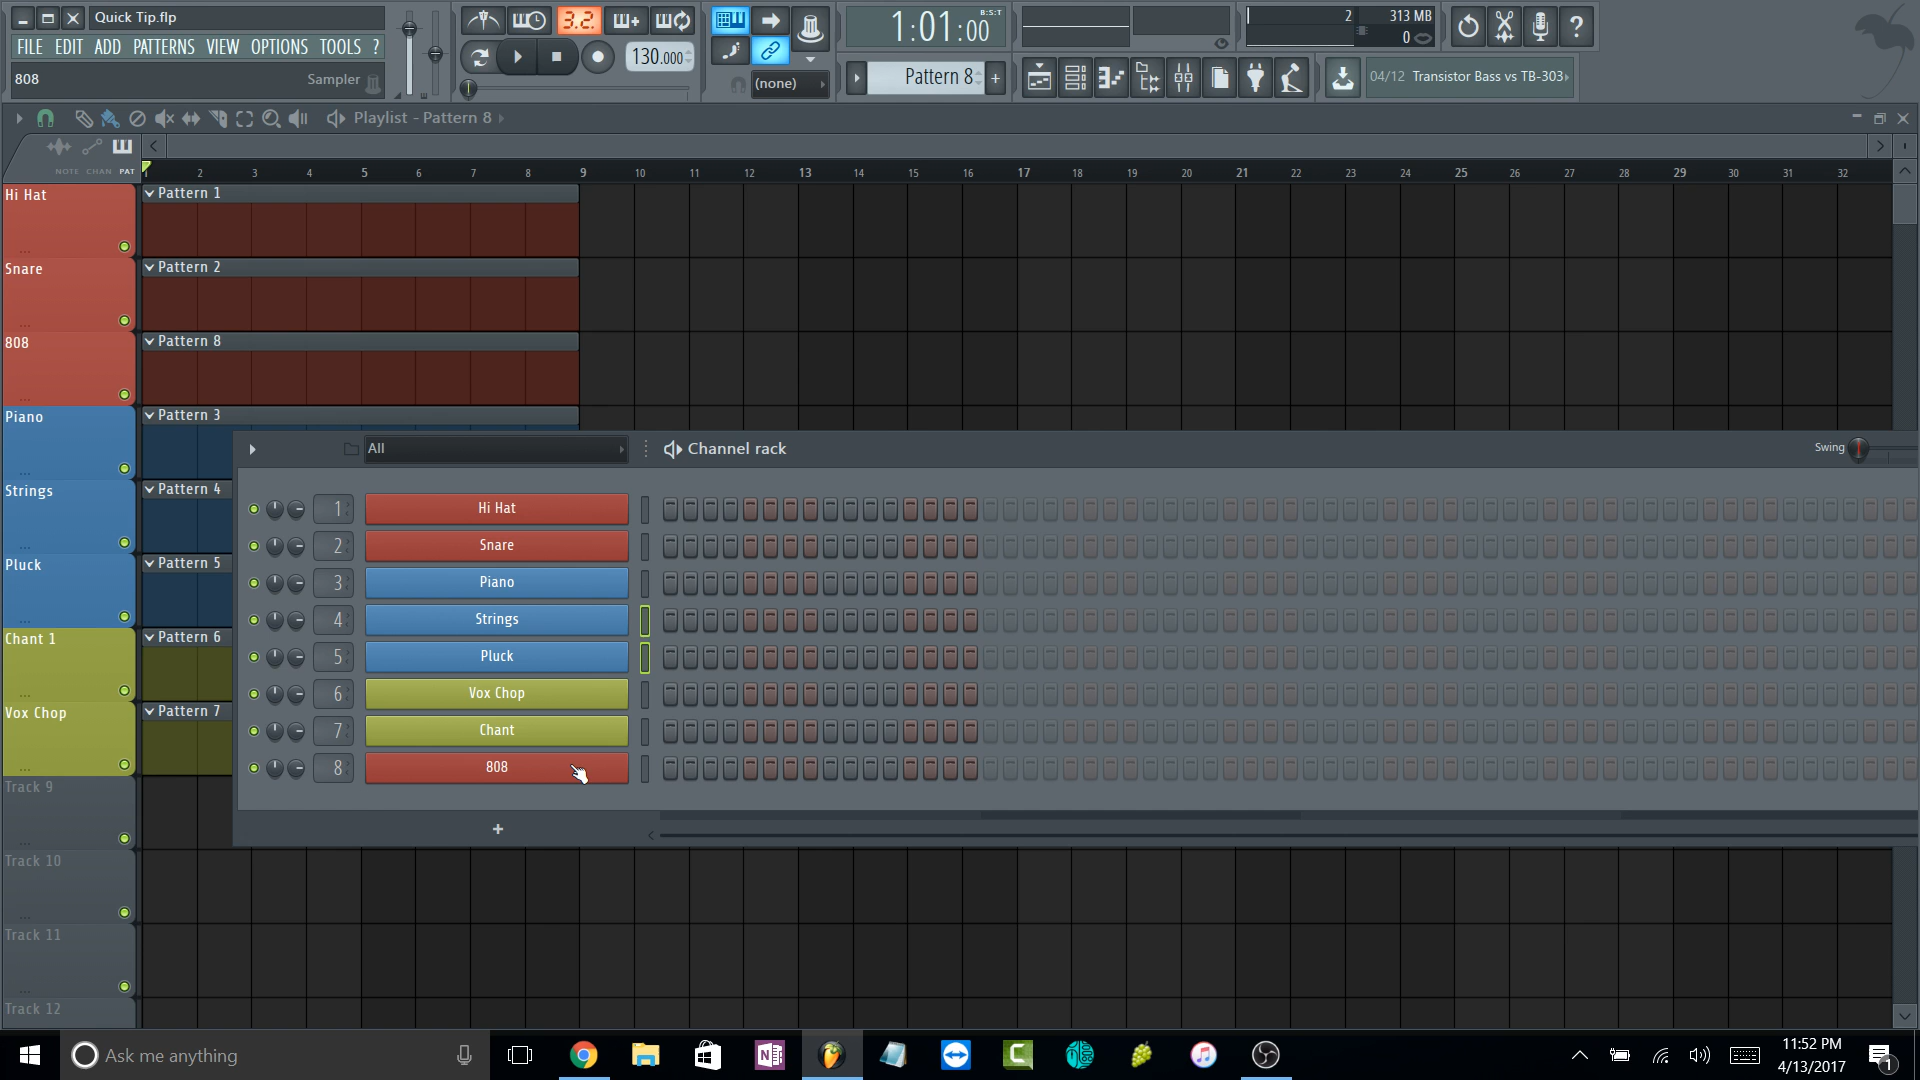 Quick Tip.flp
FILE EDIT ADD PATTERNS VIEW OPTIONS TOOLS ?
808 Sampler
3.2.
130.000
(none)
1:01:00 B:S:T
Pattern 8 +
2 313 MB
0
?
04/12 Transistor Bass vs TB-303
Playlist - Pattern 8
NOTE CHAN PAT
1 2 3 4 5 6 7 8 9 10 11 12 13 14 15 16 17 18 19 20 21 22 23 24 25 26 27 28 29 30 31 32
Hi Hat
Pattern 1
Snare
Pattern 2
808
Pattern 8
Piano
Pattern 3
Strings
Pattern 4
Pluck
Pattern 5
Chant 1
Pattern 6
Vox Chop
Pattern 7
Track 9
Track 10
Track 11
Track 12
All
Channel rack
Swing
1 Hi Hat
2 Snare
3 Piano
4 Strings
5 Pluck
6 Vox Chop
7 Chant
8 808
+
Ask me anything
11:52 PM
4/13/2017
1